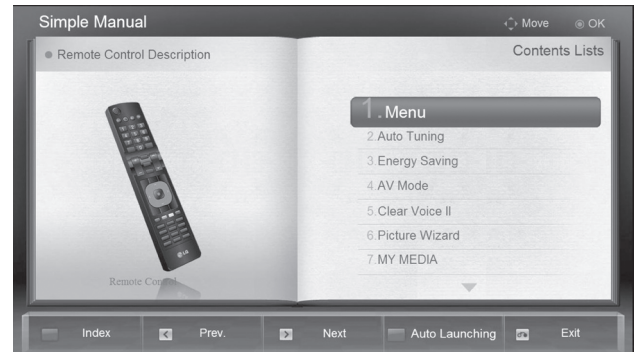 Simple Manual
Move
OK
Remote Control Description
Contents Lists
1.Menu
2.Auto Tuning
3.Energy Saving
4.AV Mode
5.Clear Voice II
6.Picture Wizard
7.MY MEDIA
LG
Remote Control
Index
Prev.
Next
Auto Launching
Exit